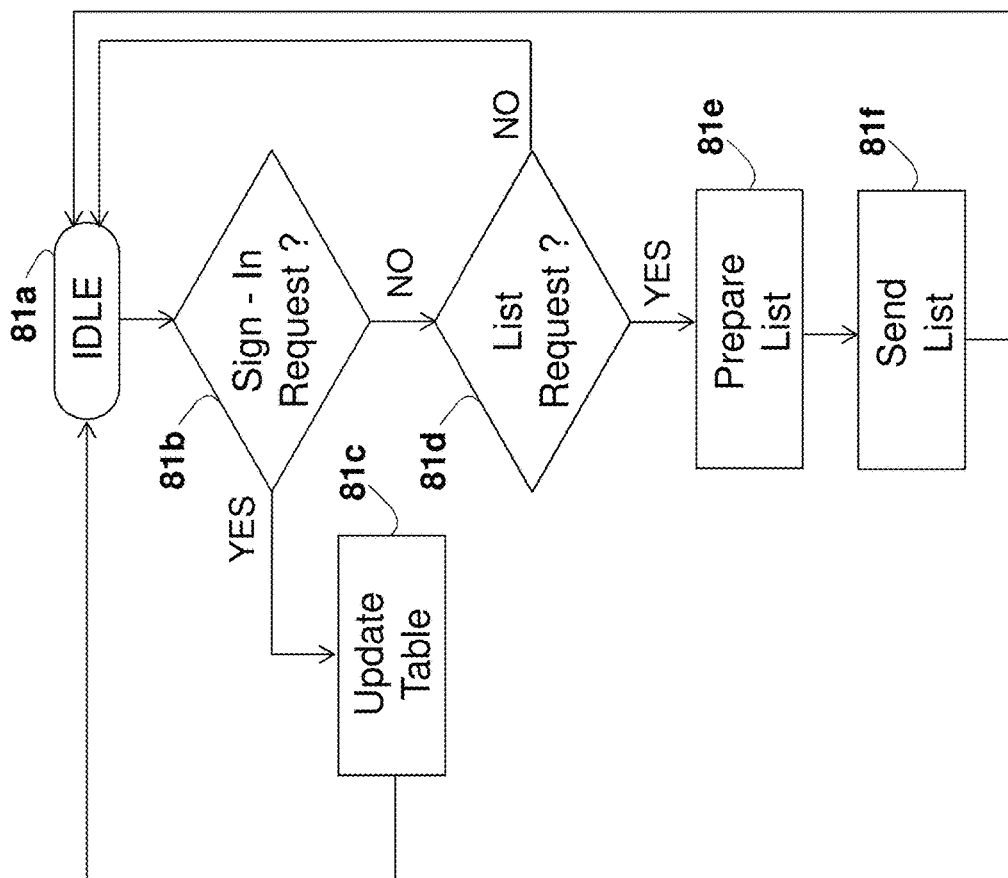 81a
IDLE
81b
Sign - In
Request ?
YES
NO
81c
Update
Table
81d
List
Request ?
NO
YES
81e
Prepare
List
81f
Send
List